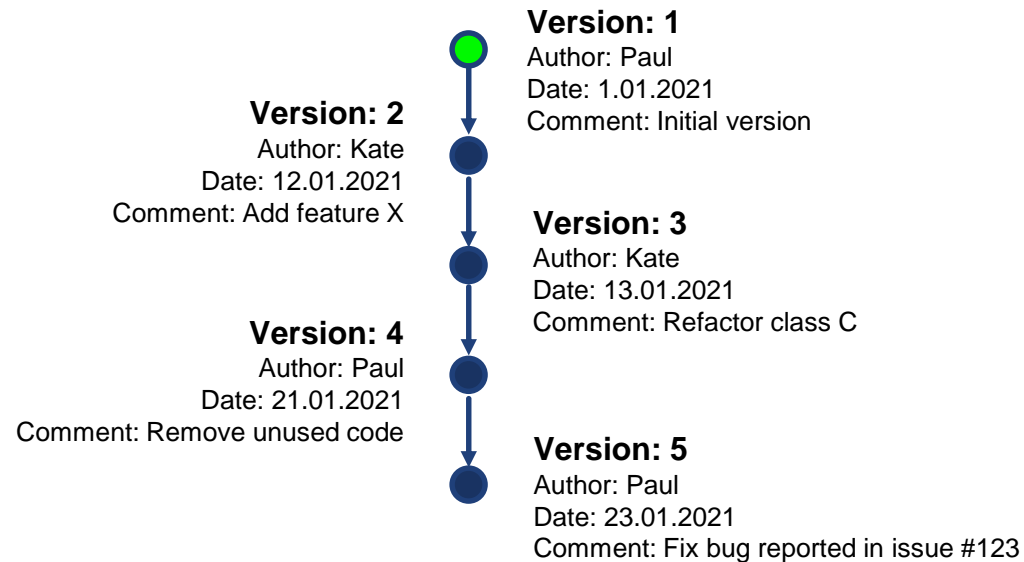 Version: 1
Author: Paul
Date: 1.01.2021
Comment: Initial version
Version: 2
Author: Kate
Date: 12.01.2021
Comment: Add feature X
Version: 3
Author: Kate
Date: 13.01.2021
Comment: Refactor class C
Version: 4
Author: Paul
Date: 21.01.2021
Comment: Remove unused code
Version: 5
Author: Paul
Date: 23.01.2021
Comment: Fix bug reported in issue #123